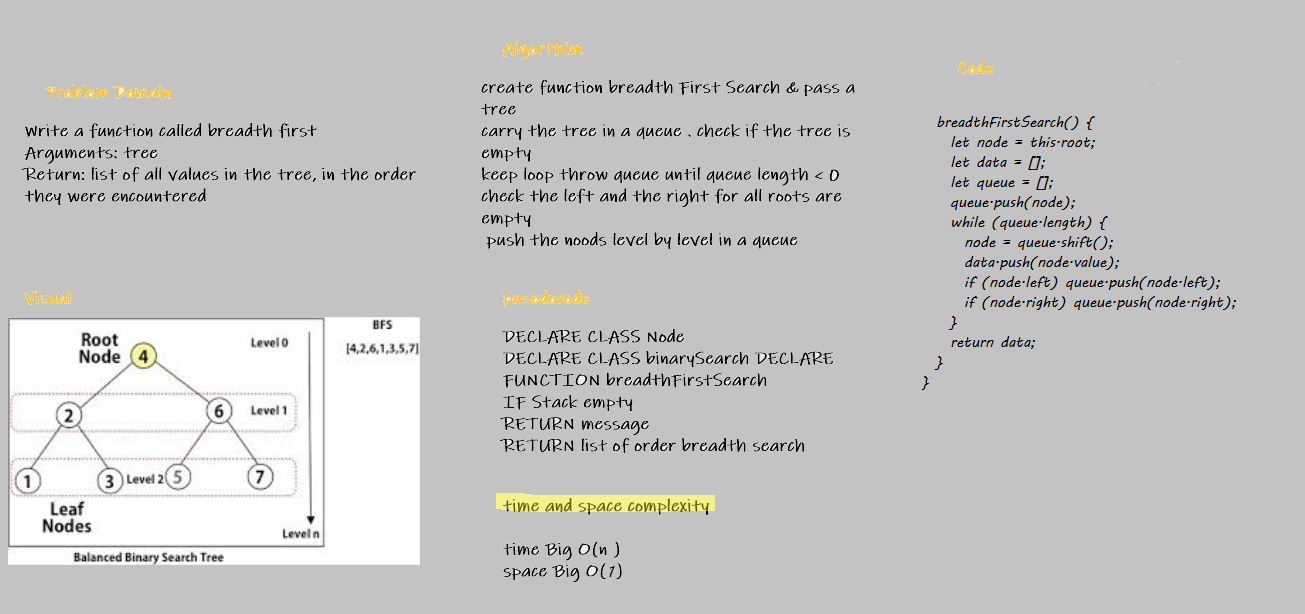 Problem Domain
Write a function called breadth first
Arguments: tree
Return: list of all values in the tree, in the order
they were encountered
Visual
Root
Node
4
Level 0
2
6
Level 1
1
3
Level 2
5
7
Leaf
Nodes
Level n
Balanced Binary Search Tree
BFS
[4,2,6,1,3,5,7]
Algorthim
create function breadth First Search & pass a
tree
carry the tree in a queue . check if the tree is
empty
keep loop throw queue until queue length < 0
check the left and the right for all roots are
empty
push the noods level by level in a queue
pseudocode
DECLARE CLASS Node
DECLARE CLASS binarySearch DECLARE
FUNCTION breadthFirstSearch
IF Stack empty
RETURN message
RETURN list of order breadth search
time and space complexity
time Big O(n )
space Big O(1)
Code
breadthFirstSearch() {
let node = this.root;
let data = [];
let queue = [];
queue.push(node);
while (queue.length) {
node = queue.shift();
data.push(node.value);
if (node.left) queue.push(node.left);
if (node.right) queue.push(node.right);
}
return data;
}
}